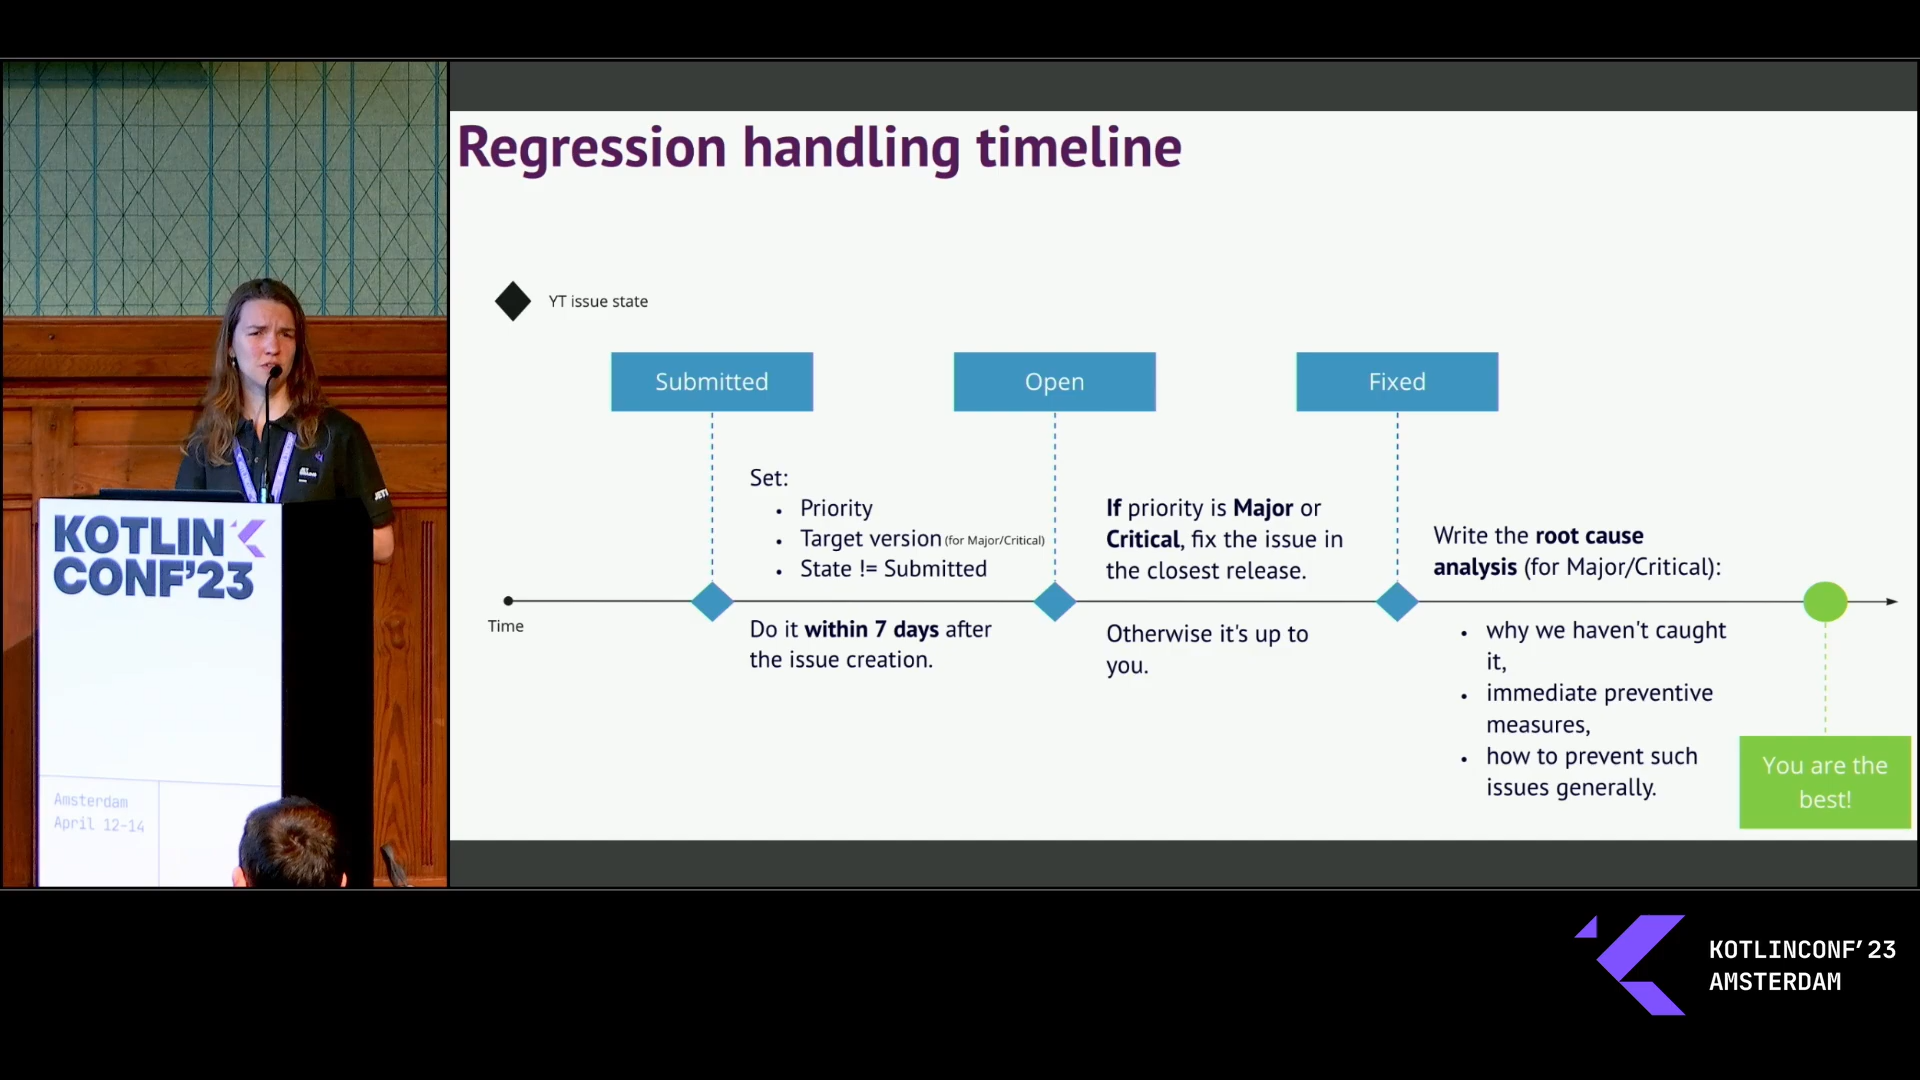 Regression handling timeline
YT issue state
Submitted
Open
Fixed
Set:
Priority
Target version (for Major/Critical)
State != Submitted
Do it within 7 days after
the issue creation.
If priority is Major or
Critical, fix the issue in
the closest release.
Otherwise it's up to
you.
Write the root cause
analysis (for Major/Critical):
why we haven't caught
it,
immediate preventive
measures,
how to prevent such
issues generally.
You are the
best!
Time
KOTLIN
CONF'23
Amsterdam
April 12-14
KOTLINCONF'23
AMSTERDAM